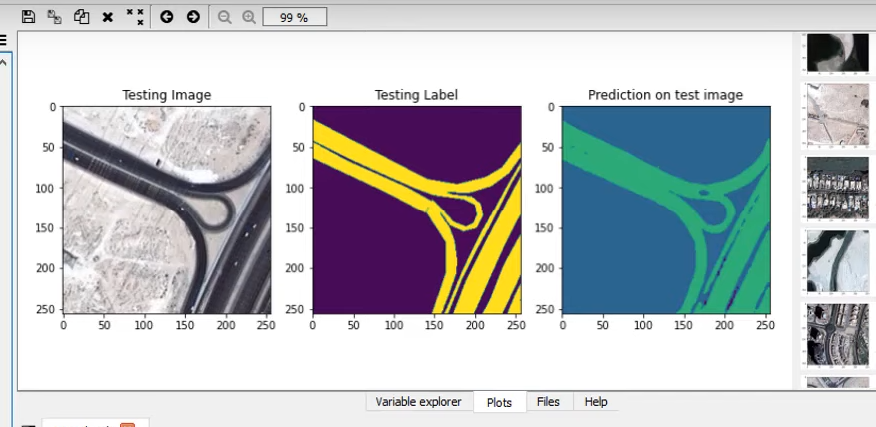 99 %
Testing Image
Testing Label
Prediction on test image
0
50
100
150
200
250
0 50 100 150 200 250
0
50
100
150
200
250
0 50 100 150 200 250
0
50
100
150
200
250
0 50 100 150 200 250
Variable explorer Plots Files Help